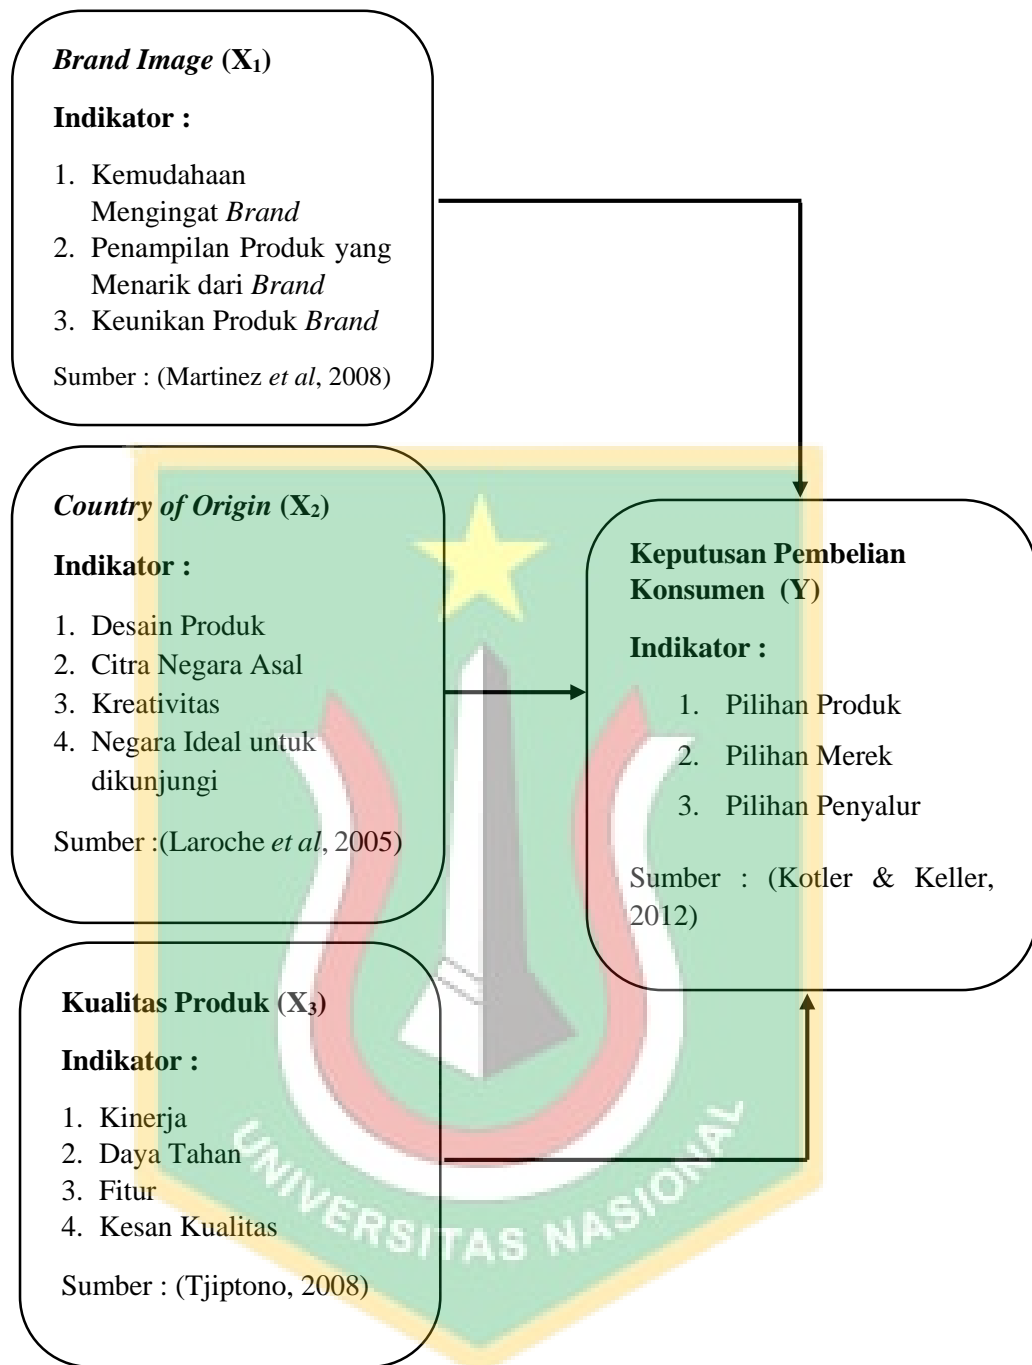 Brand Image (X₁)
Indikator :
1. Kemudahaan
Mengingat Brand
2. Penampilan Produk yang
Menarik dari Brand
3. Keunikan Produk Brand
Sumber : (Martinez et al, 2008)
Country of Origin (X₂)
Indikator :
1. Desain Produk
2. Citra Negara Asal
3. Kreativitas
4. Negara Ideal untuk
dikunjungi
Sumber :(Laroche et al, 2005)
Kualitas Produk (X₃)
Indikator :
1. Kinerja
2. Daya Tahan
3. Fitur
4. Kesan Kualitas
Sumber : (Tjiptono, 2008)
Keputusan Pembelian
Konsumen (Y)
Indikator :
1. Pilihan Produk
2. Pilihan Merek
3. Pilihan Penyalur
Sumber : (Kotler & Keller,
2012)
UNIVERSITAS NASIONAL